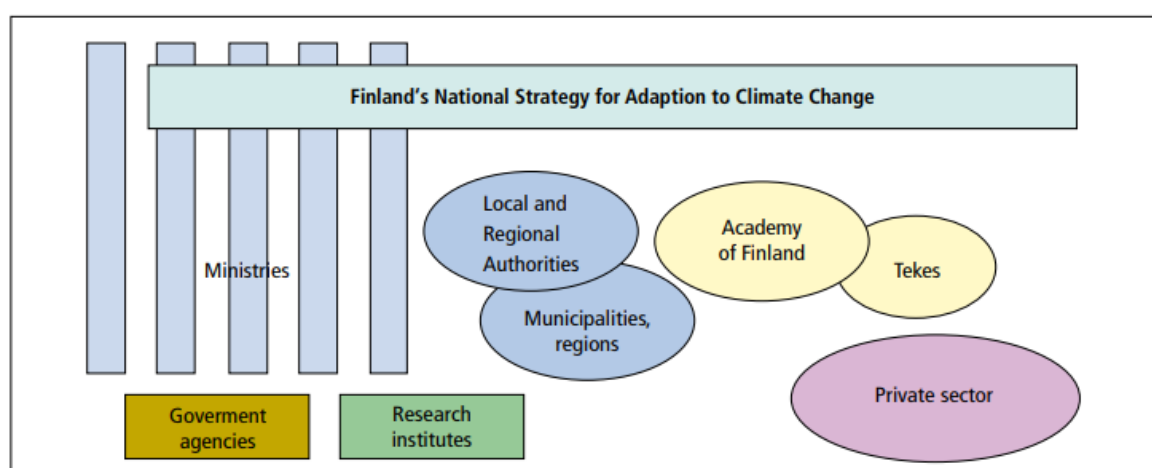 Finland's National Strategy for Adaption to Climate Change
Local and
Regional
Authorities
Academy
of Finland
Ministries
Tekes
Municipalities,
regions
Private sector
Goverment
agencies
Research
institutes